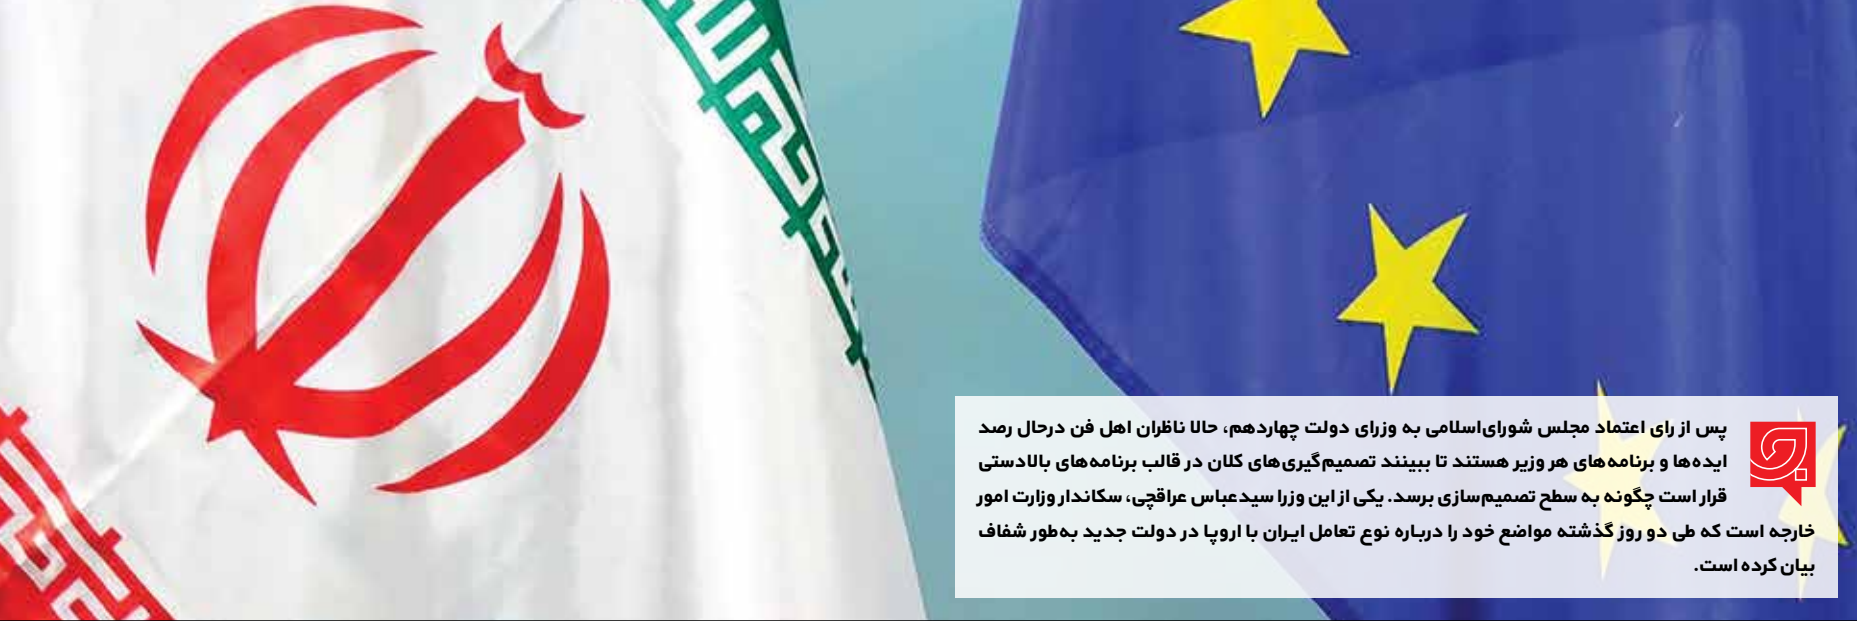 پس از رای اعتماد مجلس شورای‌اسلامی به وزرای دولت چهاردهم، حالا ناظران اهل فن درحال رصد
ایده‌ها و برنامه‌های هر وزیر هستند تا ببینند تصمیم‌گیری‌های کلان در قالب برنامه‌های بالادستی
قرار است چگونه به سطح تصمیم‌سازی برسد. یکی از این وزرا سیدعباس عراقچی، سکاندار وزارت امور
خارجه است که طی دو روز گذشته مواضع خود را درباره نوع تعامل ایران با اروپا در دولت جدید به‌طور شفاف
بیان کرده است.